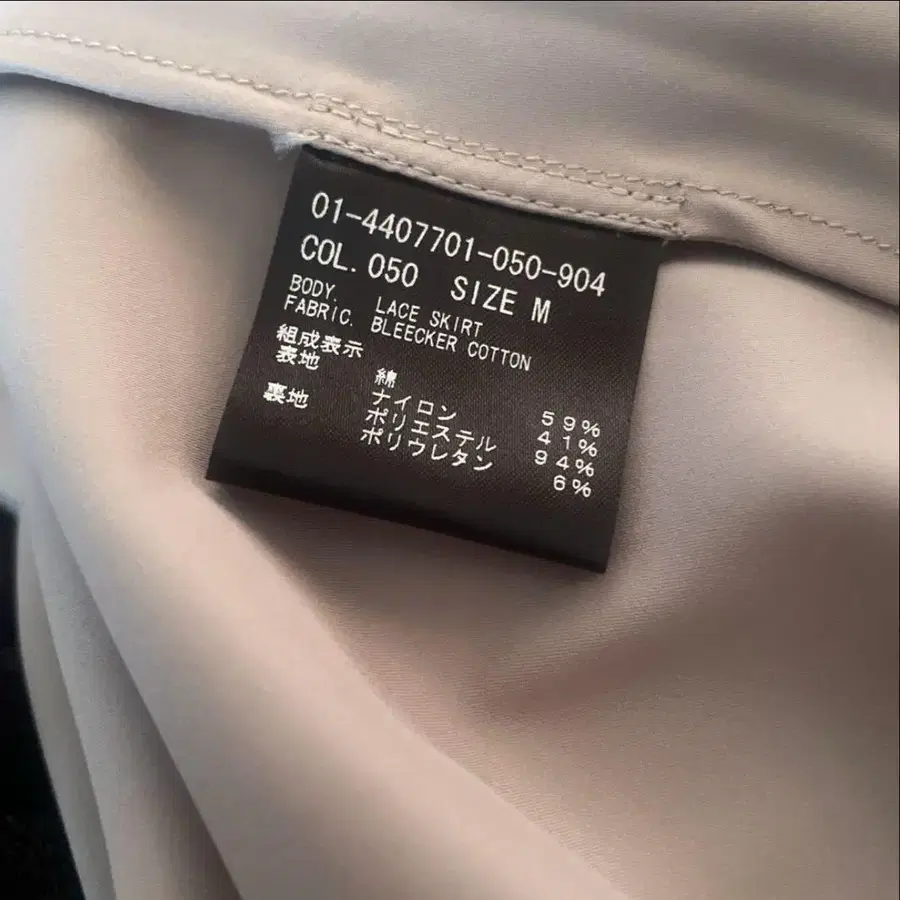 01-4407701-050-904
COL. 050 SIZE M
BODY. LACE SKIRT
FABRIC. BLEECKER COTTON
組成表示
表地 綿 59%
ナイロン 41%
裏地 ポリエステル 94%
ポリウレタン 6%